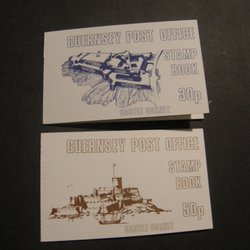 GUERNSEY POST OFFICE
STAMP
BOOK
30p
CASTLE CORNET
GUERNSEY POST OFFICE
STAMP
BOOK
50p
CASTLE CORNET